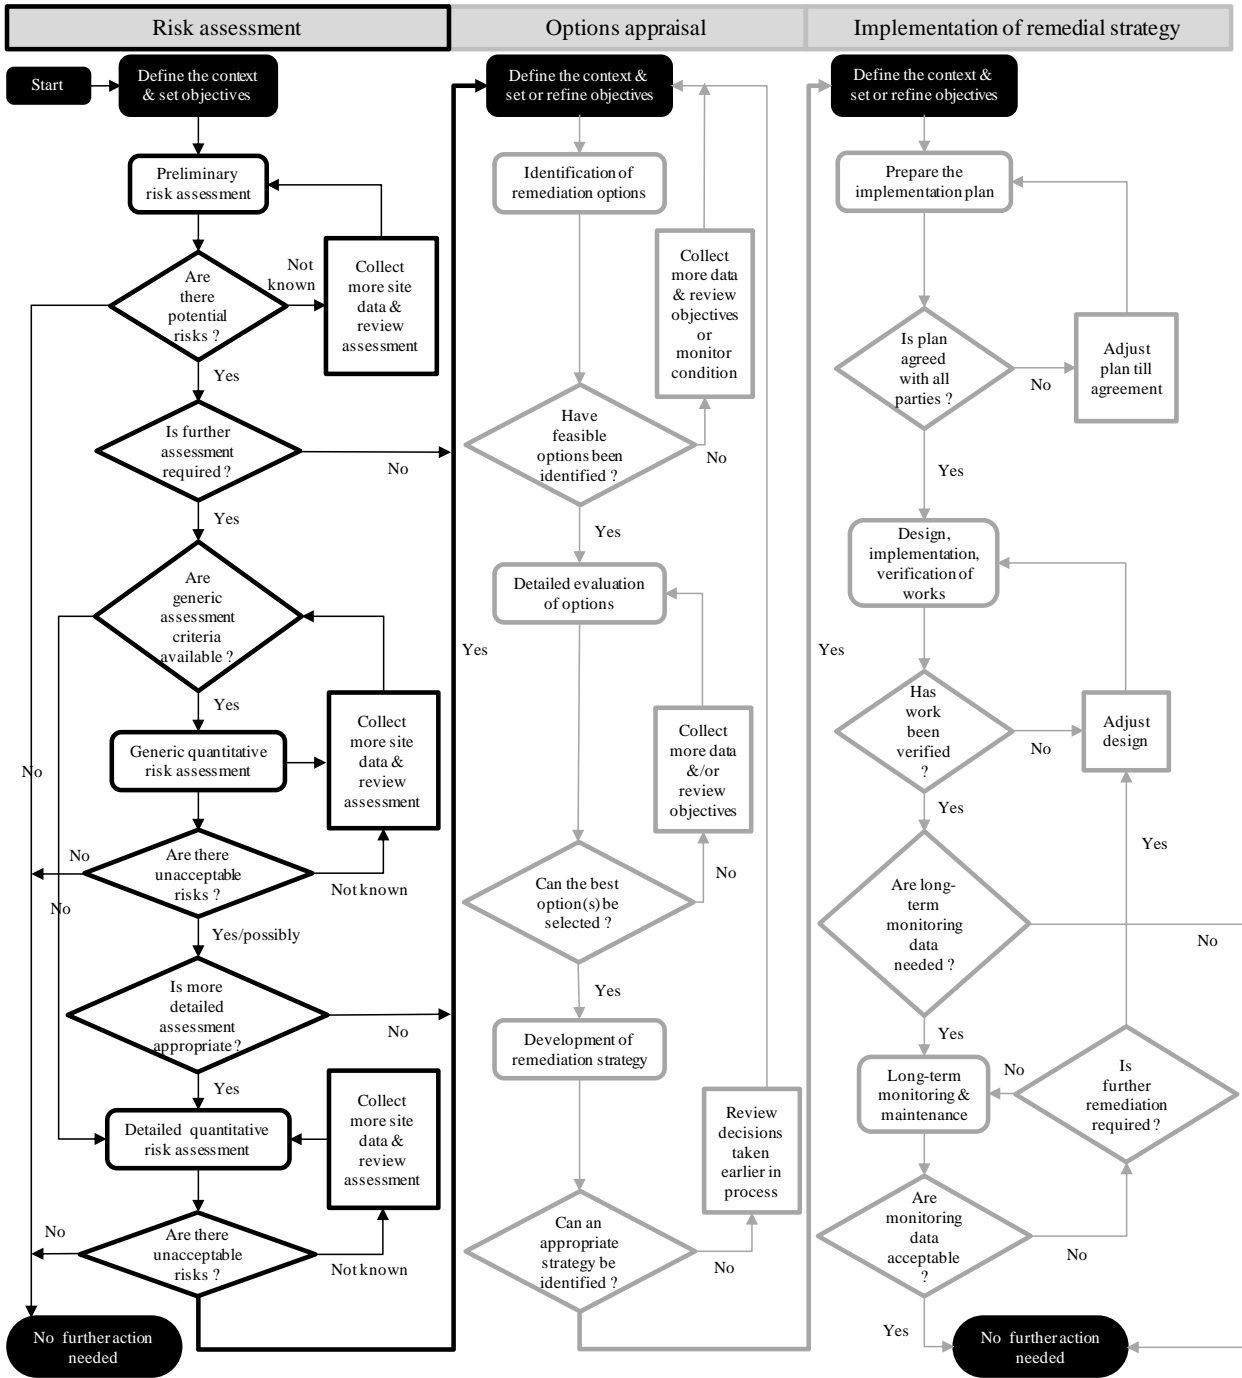 Risk assessment
Options appraisal
Implementation of remedial strategy
Start
Define the context
& set objectives
Preliminary
risk assessment
Are
there
potential
risks ?
Not
known
Collect
more site
data &
review
assessment
Yes
Is further
assessment
required ?
No
Yes
Are
generic
assessment
criteria
available ?
Yes
Generic quantitative
risk assessment
Collect
more site
data &
review
assessment
No
No
Are there
unacceptable
risks ?
Not known
No
Yes/possibly
Is more
detailed
assessment
appropriate ?
No
Yes
Detailed quantitative
risk assessment
Collect
more site
data &
review
assessment
No
Are there
unacceptable
risks ?
Not known
No further action
needed
Yes
Define the context &
set or refine objectives
Identification of
remediation options
Collect
more data
& review
objectives
or
monitor
condition
Have
feasible
options been
identified ?
No
Yes
Detailed evaluation
of options
Collect
more data
&/or
review
objectives
Can the best
option(s) be
selected ?
No
Yes
Development of
remediation strategy
Review
decisions
taken
earlier in
process
Can an
appropriate
strategy be
identified ?
No
Yes
Define the context &
set or refine objectives
Prepare the
implementation plan
Is plan
agreed
with all
parties ?
No
Adjust
plan till
agreement
Yes
Design,
implementation,
verification of
works
Has
work
been
verified
?
No
Adjust
design
Yes
Yes
Are long-
term
monitoring
data
needed ?
No
Yes
Long-term
monitoring &
maintenance
No
Is
further
remediation
required ?
Are
monitoring
data
acceptable
?
No
Yes
No further action
needed